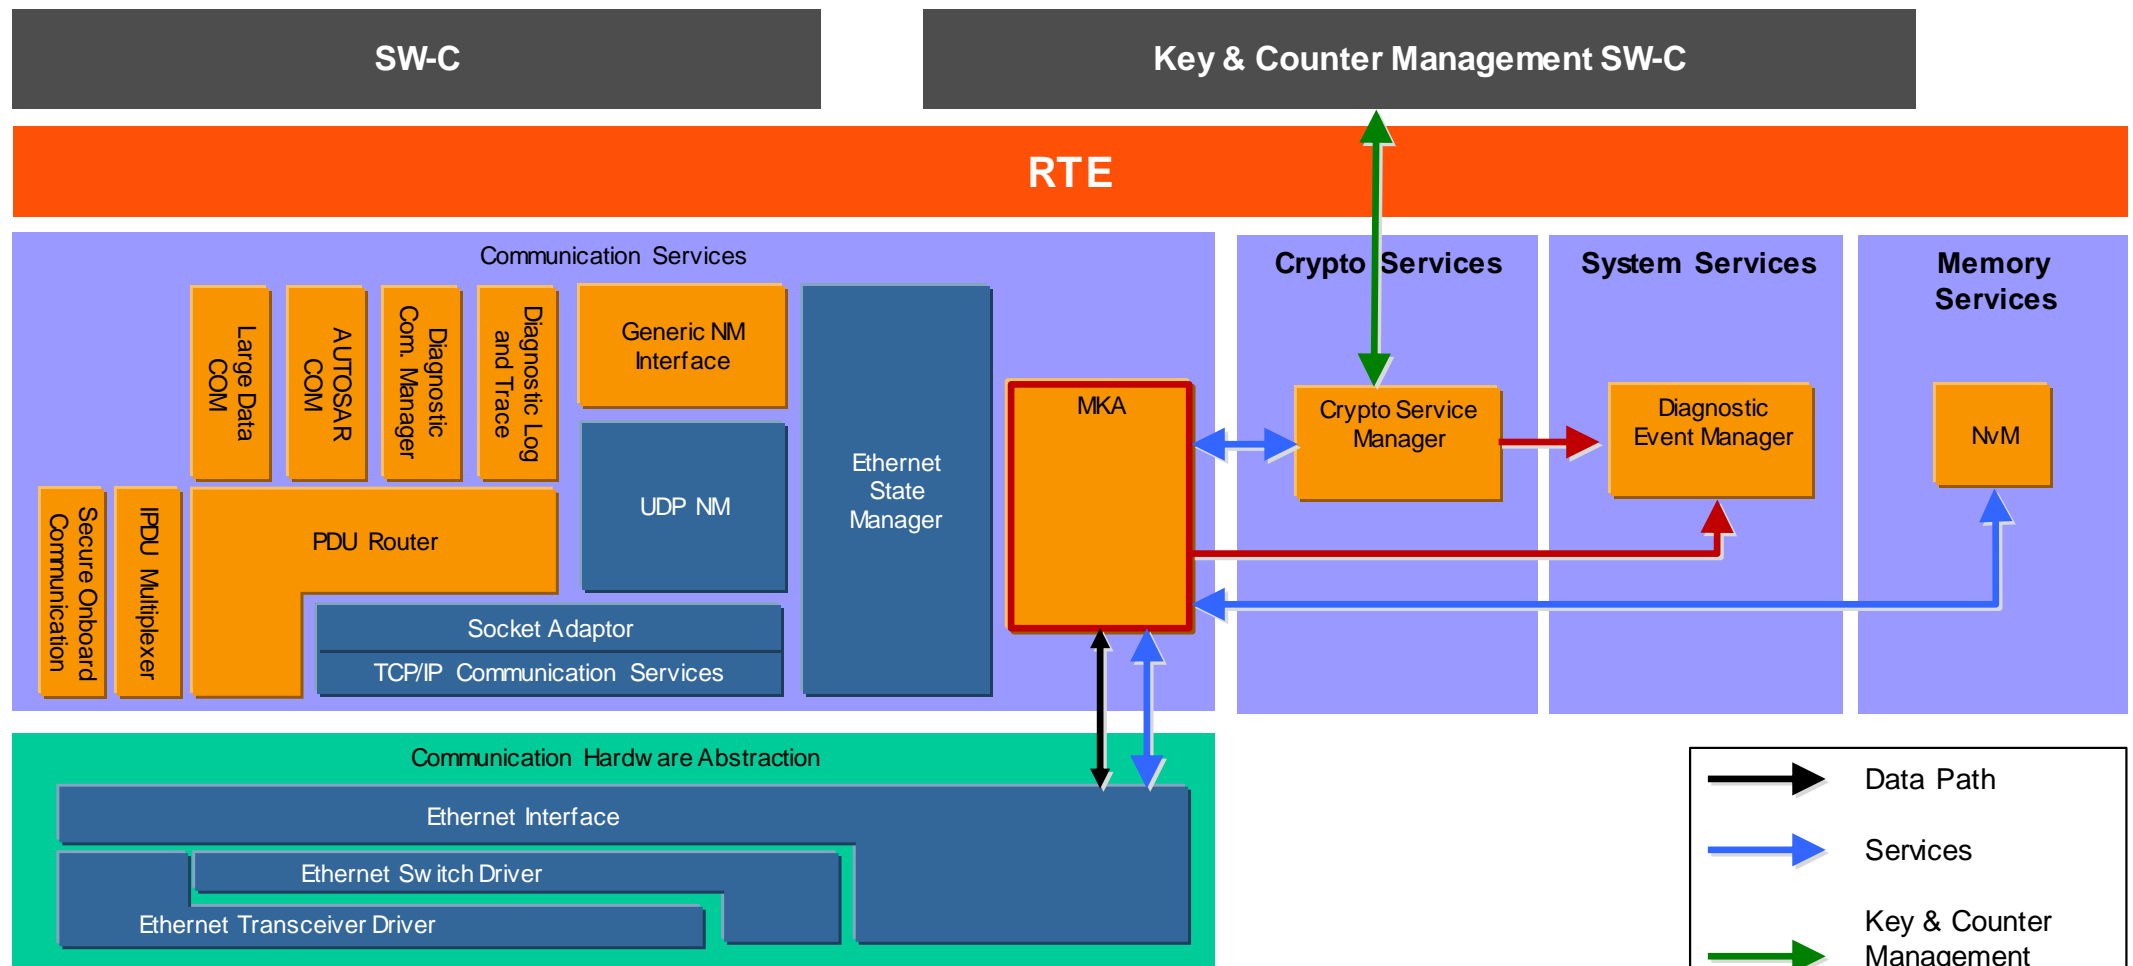 SW-C
Key & Counter Management SW-C
RTE
Communication Services
Large Data
COM
AUTOSAR
COM
Diagnostic
Com. Manager
Diagnostic Log
and Trace
Generic NM
Interface
UDP NM
Ethernet
State
Manager
MKA
Secure Onboard
Communication
IPDU Multiplexer
PDU Router
Socket Adaptor
TCP/IP Communication Services
Crypto Services
Crypto Service
Manager
System Services
Diagnostic
Event Manager
Memory
Services
NvM
Communication Hardware Abstraction
Ethernet Interface
Ethernet Switch Driver
Ethernet Transceiver Driver
Data Path
Services
Key & Counter
Management